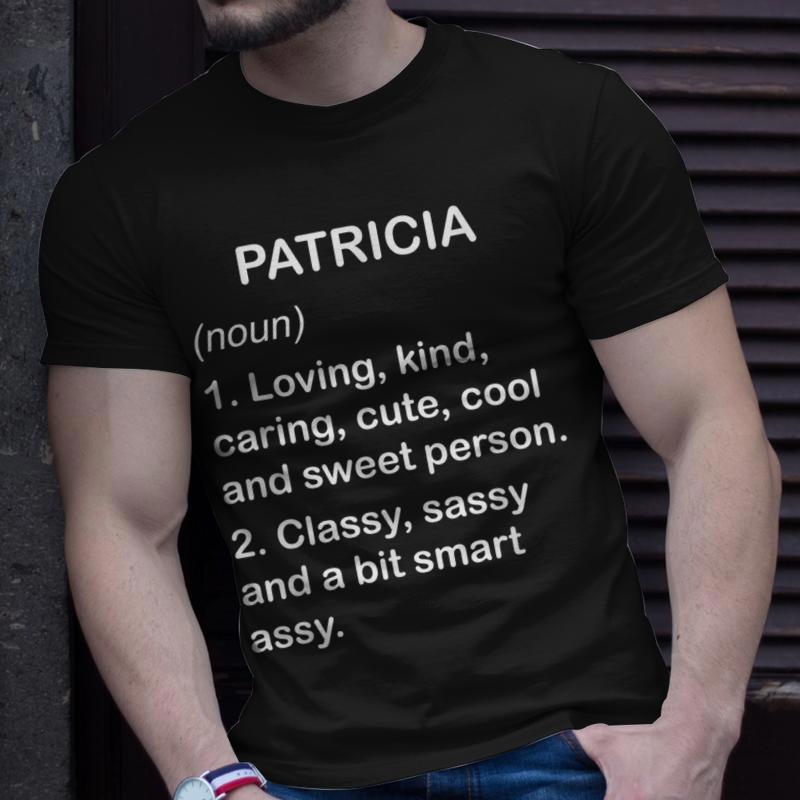 PATRICIA
(noun)
1. Loving, kind,
caring, cute, cool
and sweet person.
2. Classy, sassy
and a bit smart
assy.